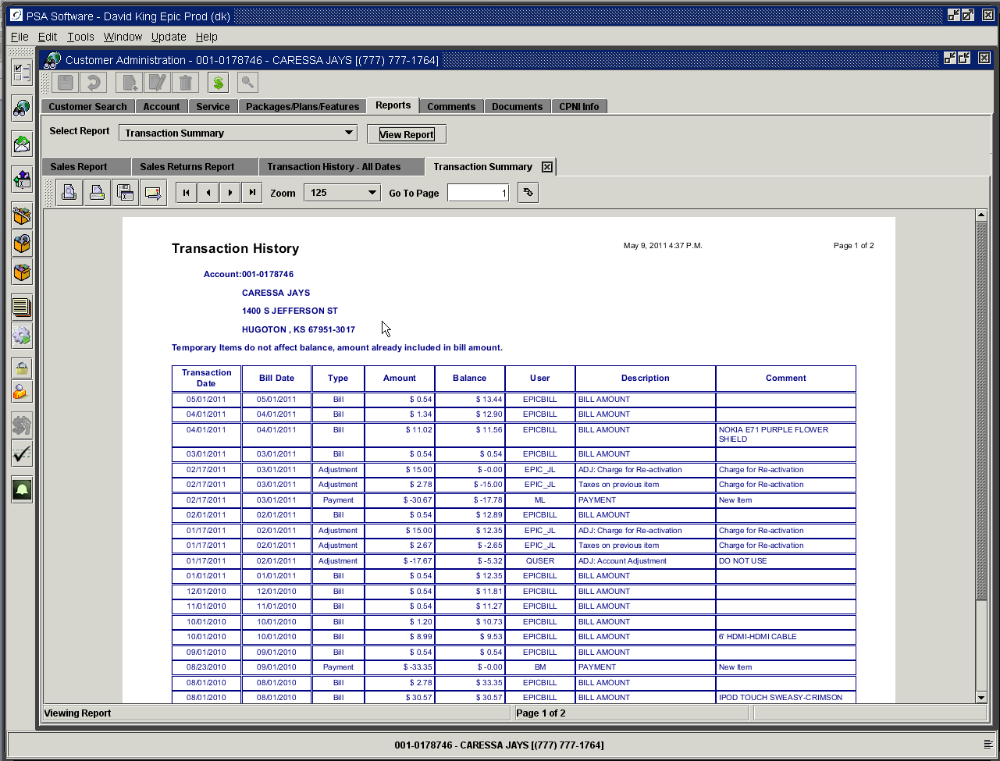 PSA Software - David King Epic Prod (dk)
File Edit Tools Window Update Help
Customer Administration - 001-0178746 - CARESSA JAYS [(777) 777-1764]
Customer Search Account Service Packages/Plans/Features Reports Comments Documents CPNI Info
Select Report Transaction Summary View Report
Sales Report Sales Returns Report Transaction History - All Dates Transaction Summary
Zoom 125 Go To Page 1
Transaction History May 9, 2011 4:37 P.M. Page 1 of 2
Account:001-0178746
CARESSA JAYS
1400 S JEFFERSON ST
HUGOTON , KS 67951-3017
Temporary Items do not affect balance, amount already included in bill amount.
Transaction Date Bill Date Type Amount Balance User Description Comment
05/01/2011 05/01/2011 Bill $ 0.54 $ 13.44 EPICBILL BILL AMOUNT
04/01/2011 04/01/2011 Bill $ 1.34 $ 12.90 EPICBILL BILL AMOUNT
04/01/2011 04/01/2011 Bill $ 11.02 $ 11.56 EPICBILL BILL AMOUNT NOKIA E71 PURPLE FLOWER
SHIELD
03/01/2011 03/01/2011 Bill $ 0.54 $ 0.54 EPICBILL BILL AMOUNT
02/17/2011 03/01/2011 Adjustment $ 15.00 $ -0.00 EPIC_JL ADJ: Charge for Re-activation Charge for Re-activation
02/17/2011 03/01/2011 Adjustment $ 2.78 $ -15.00 EPIC_JL Taxes on previous item Charge for Re-activation
02/17/2011 03/01/2011 Payment $ -30.67 $ -17.78 ML PAYMENT New Item
02/01/2011 02/01/2011 Bill $ 0.54 $ 12.89 EPICBILL BILL AMOUNT
01/17/2011 02/01/2011 Adjustment $ 15.00 $ 12.35 EPIC_JL ADJ: Charge for Re-activation Charge for Re-activation
01/17/2011 02/01/2011 Adjustment $ 2.67 $ -2.65 EPIC_JL Taxes on previous item Charge for Re-activation
01/17/2011 02/01/2011 Adjustment $ -17.67 $ -5.32 QUSER ADJ: Account Adjustment DO NOT USE
01/01/2011 01/01/2011 Bill $ 0.54 $ 12.35 EPICBILL BILL AMOUNT
12/01/2010 12/01/2010 Bill $ 0.54 $ 11.81 EPICBILL BILL AMOUNT
11/01/2010 11/01/2010 Bill $ 0.54 $ 11.27 EPICBILL BILL AMOUNT
10/01/2010 10/01/2010 Bill $ 1.20 $ 10.73 EPICBILL BILL AMOUNT
10/01/2010 10/01/2010 Bill $ 8.99 $ 9.53 EPICBILL BILL AMOUNT 6' HDMI-HDMI CABLE
09/01/2010 09/01/2010 Bill $ 0.54 $ 0.54 EPICBILL BILL AMOUNT
08/23/2010 09/01/2010 Payment $ -33.35 $ -0.00 BM PAYMENT New Item
08/01/2010 08/01/2010 Bill $ 2.78 $ 33.35 EPICBILL BILL AMOUNT
08/01/2010 08/01/2010 Bill $ 30.57 $ 30.57 EPICBILL BILL AMOUNT IPOD TOUCH SWEASY-CRIMSON
Viewing Report Page 1 of 2
001-0178746 - CARESSA JAYS [(777) 777-1764]